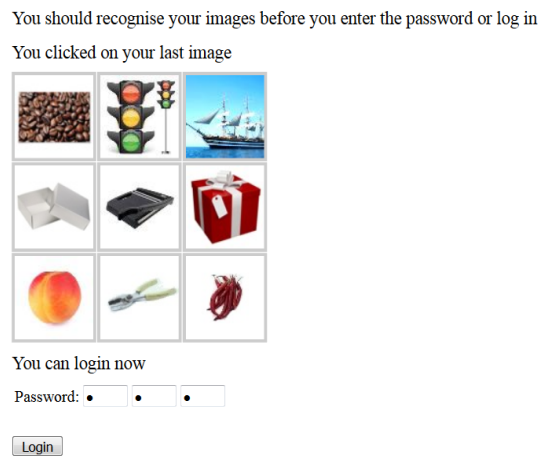 You should recognise your images before you enter the password or log in
You clicked on your last image
You can login now
Password: • • •
Login